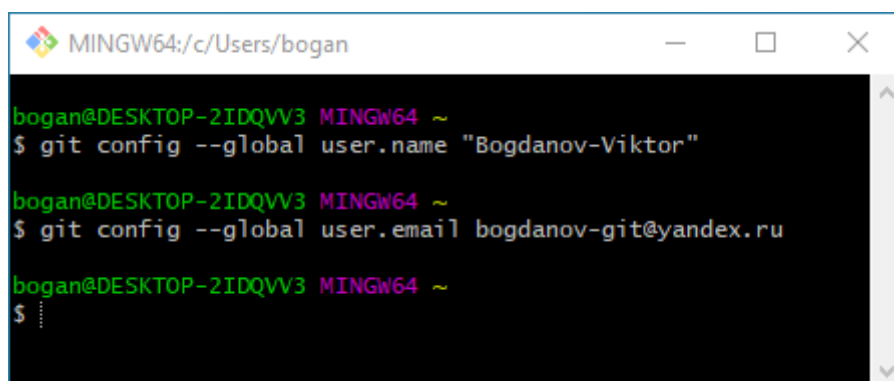 MINGW64:/c/Users/bogan
bogan@DESKTOP-2IDQVV3 MINGW64 ~
$ git config --global user.name "Bogdanov-Viktor"
bogan@DESKTOP-2IDQVV3 MINGW64 ~
$ git config --global user.email bogdanov-git@yandex.ru
bogan@DESKTOP-2IDQVV3 MINGW64 ~
$